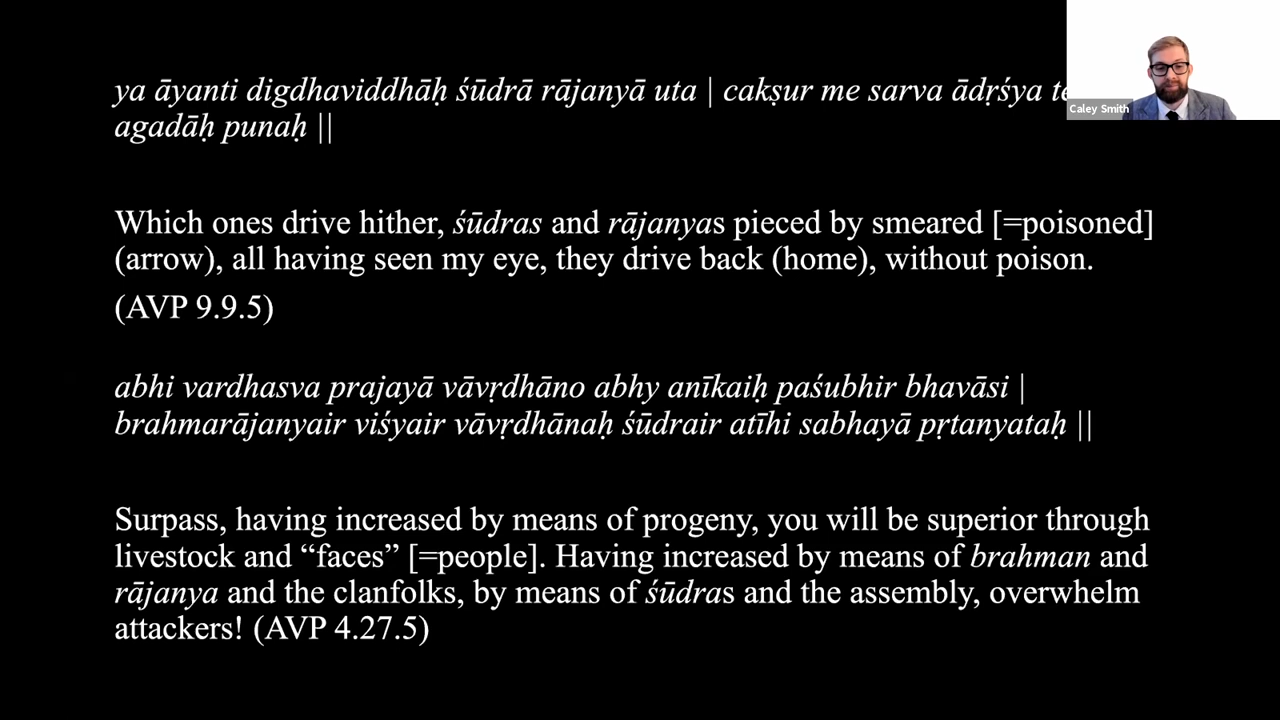 ya āyanti digdhaviddhāḥ śūdrā rājanyā uta | cakṣur me sarva ādṛśya
agadāḥ punaḥ ||
Caley Smith
Which ones drive hither, śūdras and rājanyas pieced by smeared [=poisoned]
(arrow), all having seen my eye, they drive back (home), without poison.
(AVP 9.9.5)
abhi vardhasva prajayā vāvṛdhāno abhy anīkaiḥ paśubhir bhavāsi |
brahmarājanyair viśyair vāvṛdhānaḥ śūdrair atīhi sabhayā pṛtanyataḥ ||
Surpass, having increased by means of progeny, you will be superior through
livestock and “faces” [=people]. Having increased by means of brahman and
rājanya and the clanfolks, by means of śūdras and the assembly, overwhelm
attackers! (AVP 4.27.5)